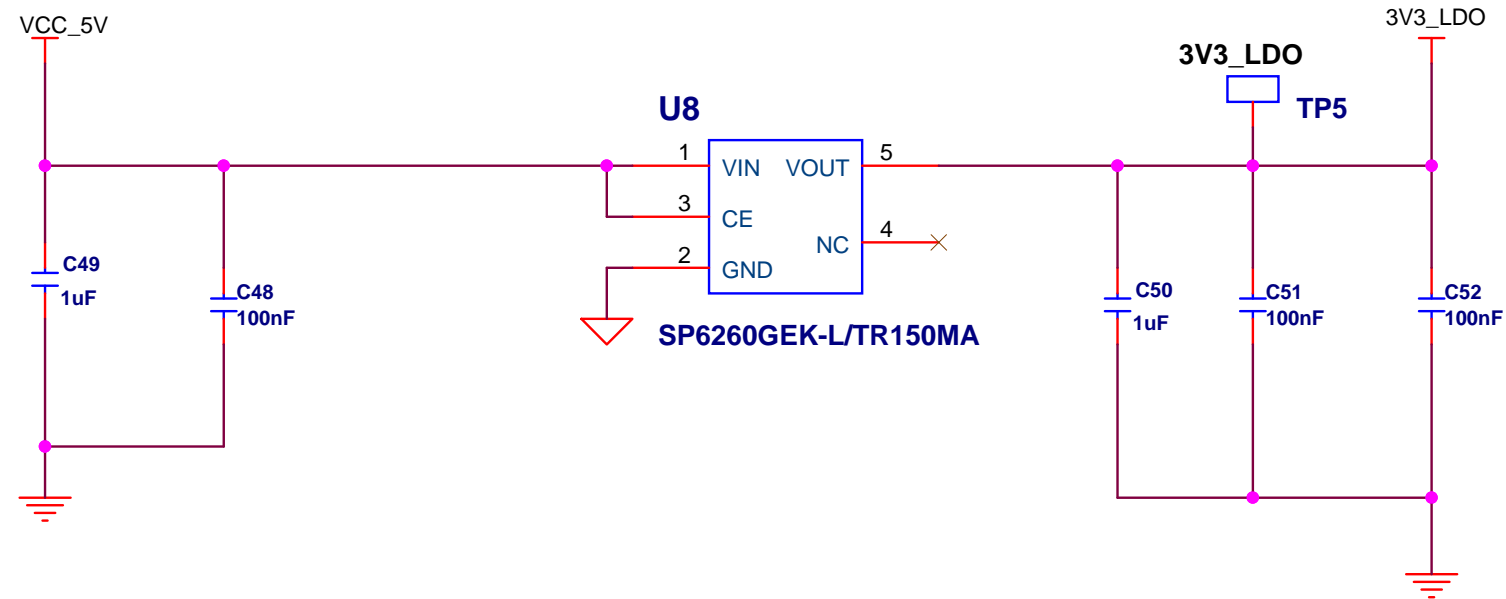 VCC_5V
3V3_LDO
3V3_LDO
TP5
U8
1
VIN
VOUT
5
3
CE
NC
4
2
GND
C49
1uF
C48
100nF
C50
1uF
C51
100nF
C52
100nF
SP6260GEK-L/TR150MA